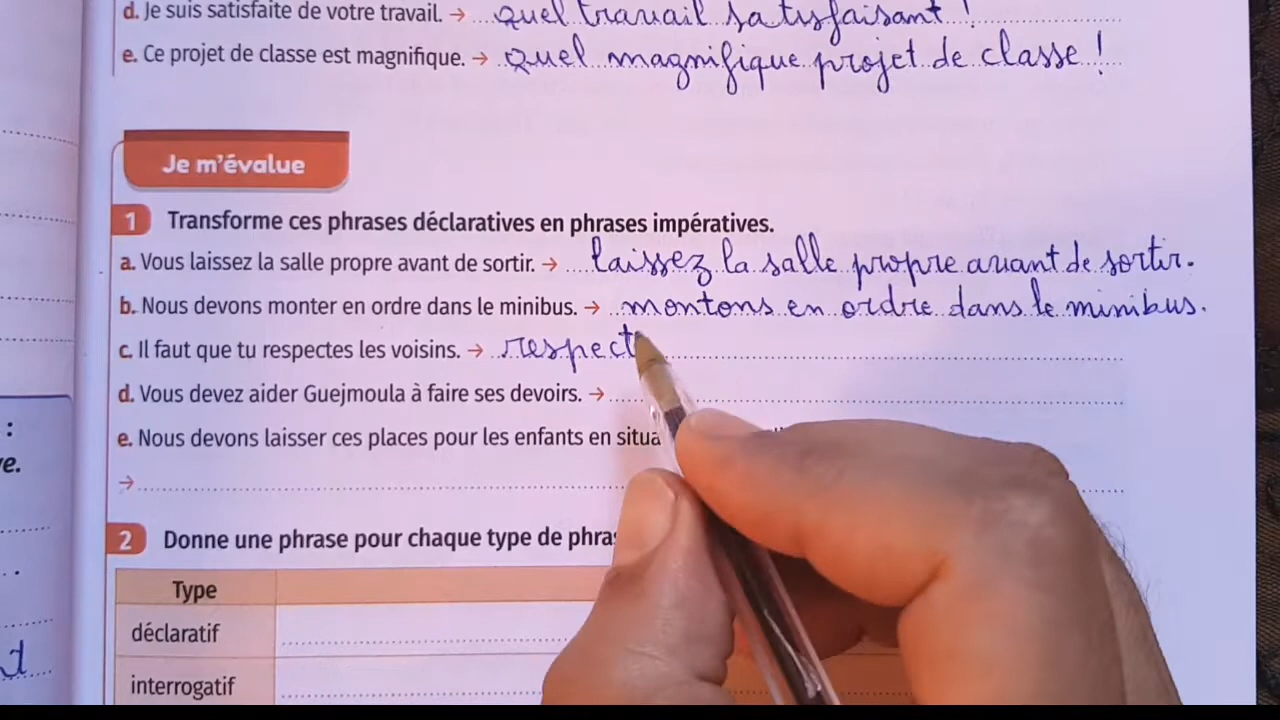 d. Je suis satisfaite de votre travail. → quel travail satisfaisant !
e. Ce projet de classe est magnifique. → quel magnifique projet de classe !
Je m'évalue
1 Transforme ces phrases déclaratives en phrases impératives.
a. Vous laissez la salle propre avant de sortir. → laissez la salle propre avant de sortir.
b. Nous devons monter en ordre dans le minibus. → montons en ordre dans le minibus.
c. Il faut que tu respectes les voisins. → respect
d. Vous devez aider Guejmoula à faire ses devoirs. →
:
e. Nous devons laisser ces places pour les enfants en situa
→
2 Donne une phrase pour chaque type de phra
Type
déclaratif
interrogatif